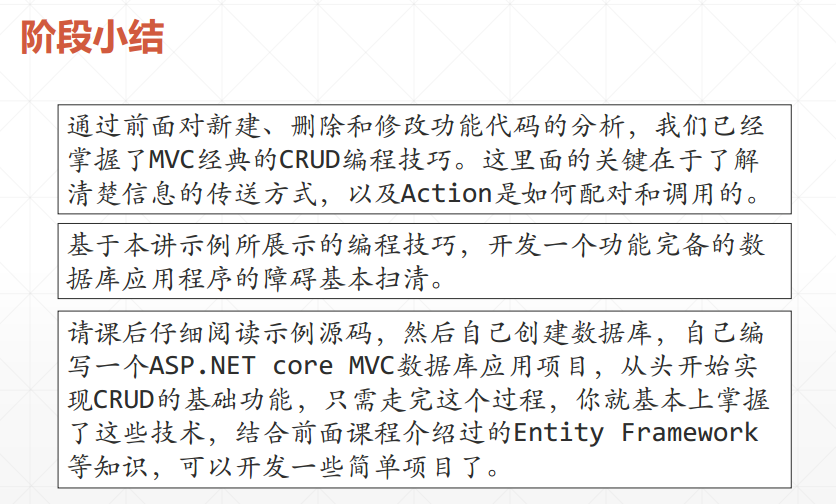 阶段小结
通过前面对新建、删除和修改功能代码的分析，我们已经
掌握了MVC经典的CRUD编程技巧。这里面的关键在于了解
清楚信息的传送方式，以及Action是如何配对和调用的。
基于本讲示例所展示的编程技巧，开发一个功能完备的数
据库应用程序的障碍基本扫清。
请课后仔细阅读示例源码，然后自己创建数据库，自己编
写一个ASP.NET core MVC数据库应用项目，从头开始实
现CRUD的基础功能，只需走完这个过程，你就基本上掌握
了这些技术，结合前面课程介绍过的Entity Framework
等知识，可以开发一些简单项目了。